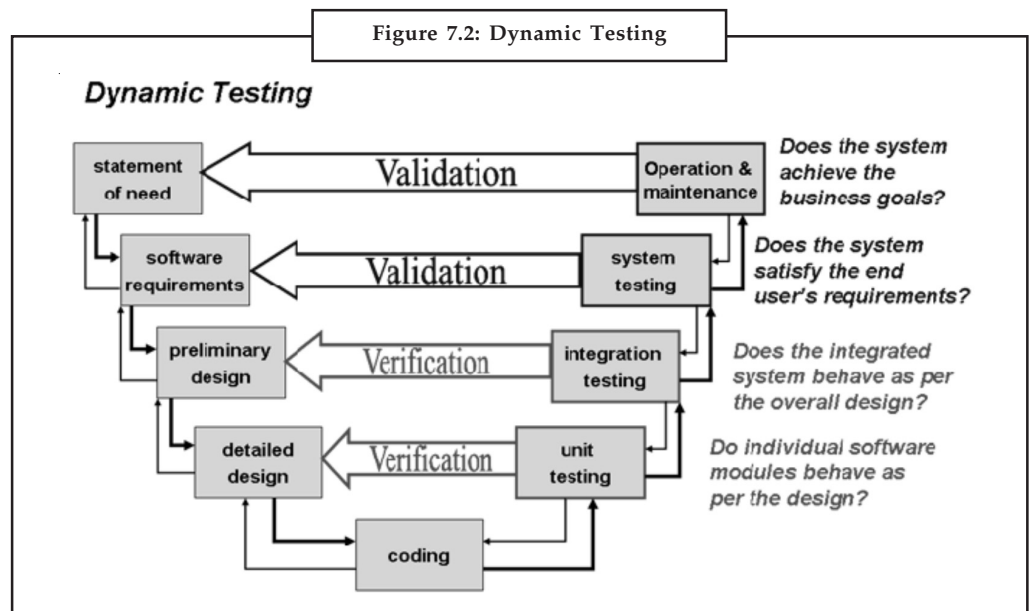 Figure 7.2: Dynamic Testing
Dynamic Testing
statement
of need
Validation
Operation &
maintenance
Does the system
achieve the
business goals?
software
requirements
Validation
system
testing
Does the system
satisfy the end
user's requirements?
preliminary
design
Verification
integration
testing
Does the integrated
system behave as per
the overall design?
detailed
design
Verification
unit
testing
Do individual software
modules behave as
per the design?
coding